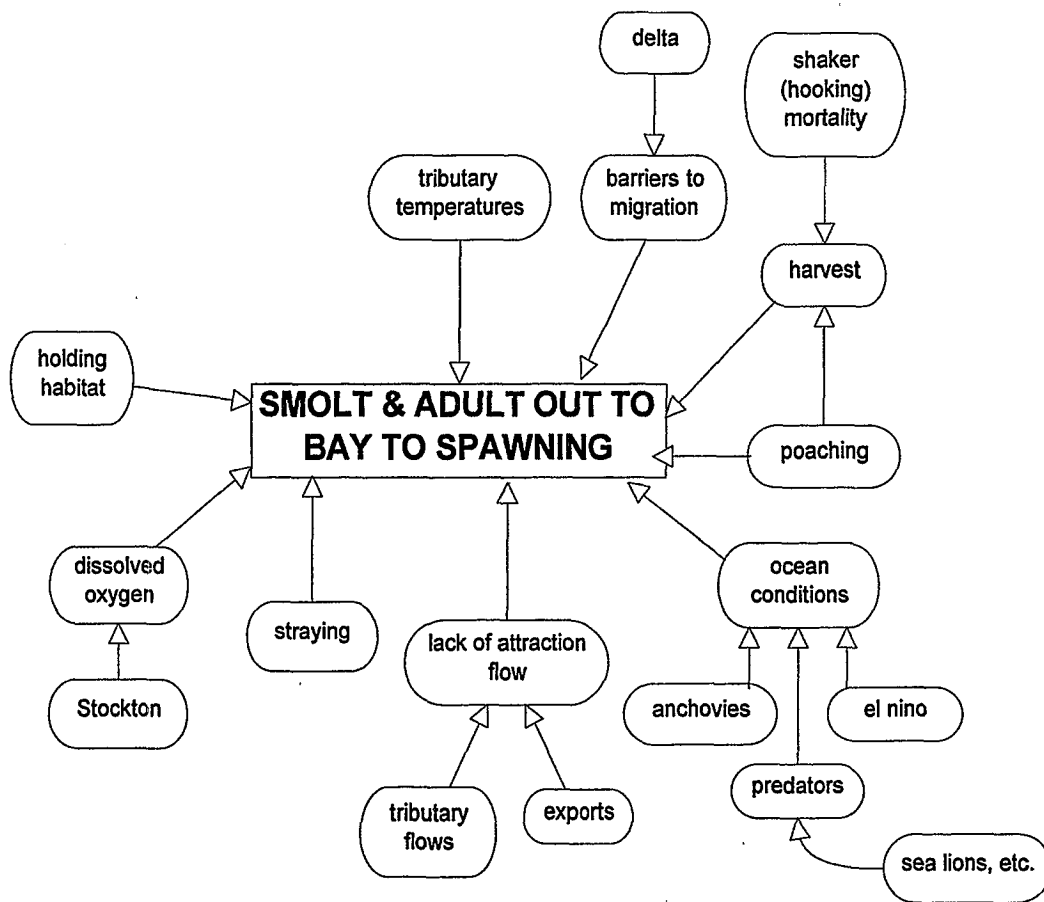 delta
shaker
(hooking)
mortality
tributary
temperatures
barriers to
migration
harvest
holding
habitat
SMOLT & ADULT OUT TO
BAY TO SPAWNING
poaching
dissolved
oxygen
straying
lack of attraction
flow
ocean
conditions
Stockton
anchovies
el nino
tributary
flows
exports
predators
sea lions, etc.